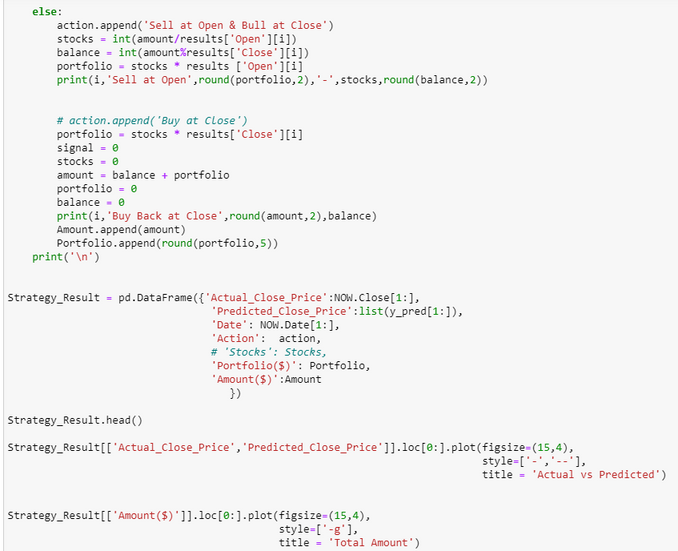 else:
action.append('Sell at Open & Bull at Close')
stocks = int(amount/results['Open'][i])
balance = int(amount%results['Close'][i])
portfolio = stocks * results ['Open'][i]
print(i,'Sell at Open',round(portfolio,2),'-',stocks,round(balance,2))
# action.append('Buy at Close')
portfolio = stocks * results['Close'][i]
signal = 0
stocks = 0
amount = balance + portfolio
portfolio = 0
balance = 0
print(i,'Buy Back at Close',round(amount,2),balance)
Amount.append(amount)
Portfolio.append(round(portfolio,5))
print('\n')
Strategy_Result = pd.DataFrame({'Actual_Close_Price':NOW.Close[1:],
'Predicted_Close_Price':list(y_pred[1:]),
'Date': NOW.Date[1:],
'Action':  action,
# 'Stocks': Stocks,
'Portfolio($)': Portfolio,
'Amount($)':Amount
})
Strategy_Result.head()
Strategy_Result[['Actual_Close_Price','Predicted_Close_Price']].loc[0:].plot(figsize=(15,4),
style=['-','--'],
title = 'Actual vs Predicted')
Strategy_Result[['Amount($)']].loc[0:].plot(figsize=(15,4),
style=['-g'],
title = 'Total Amount')